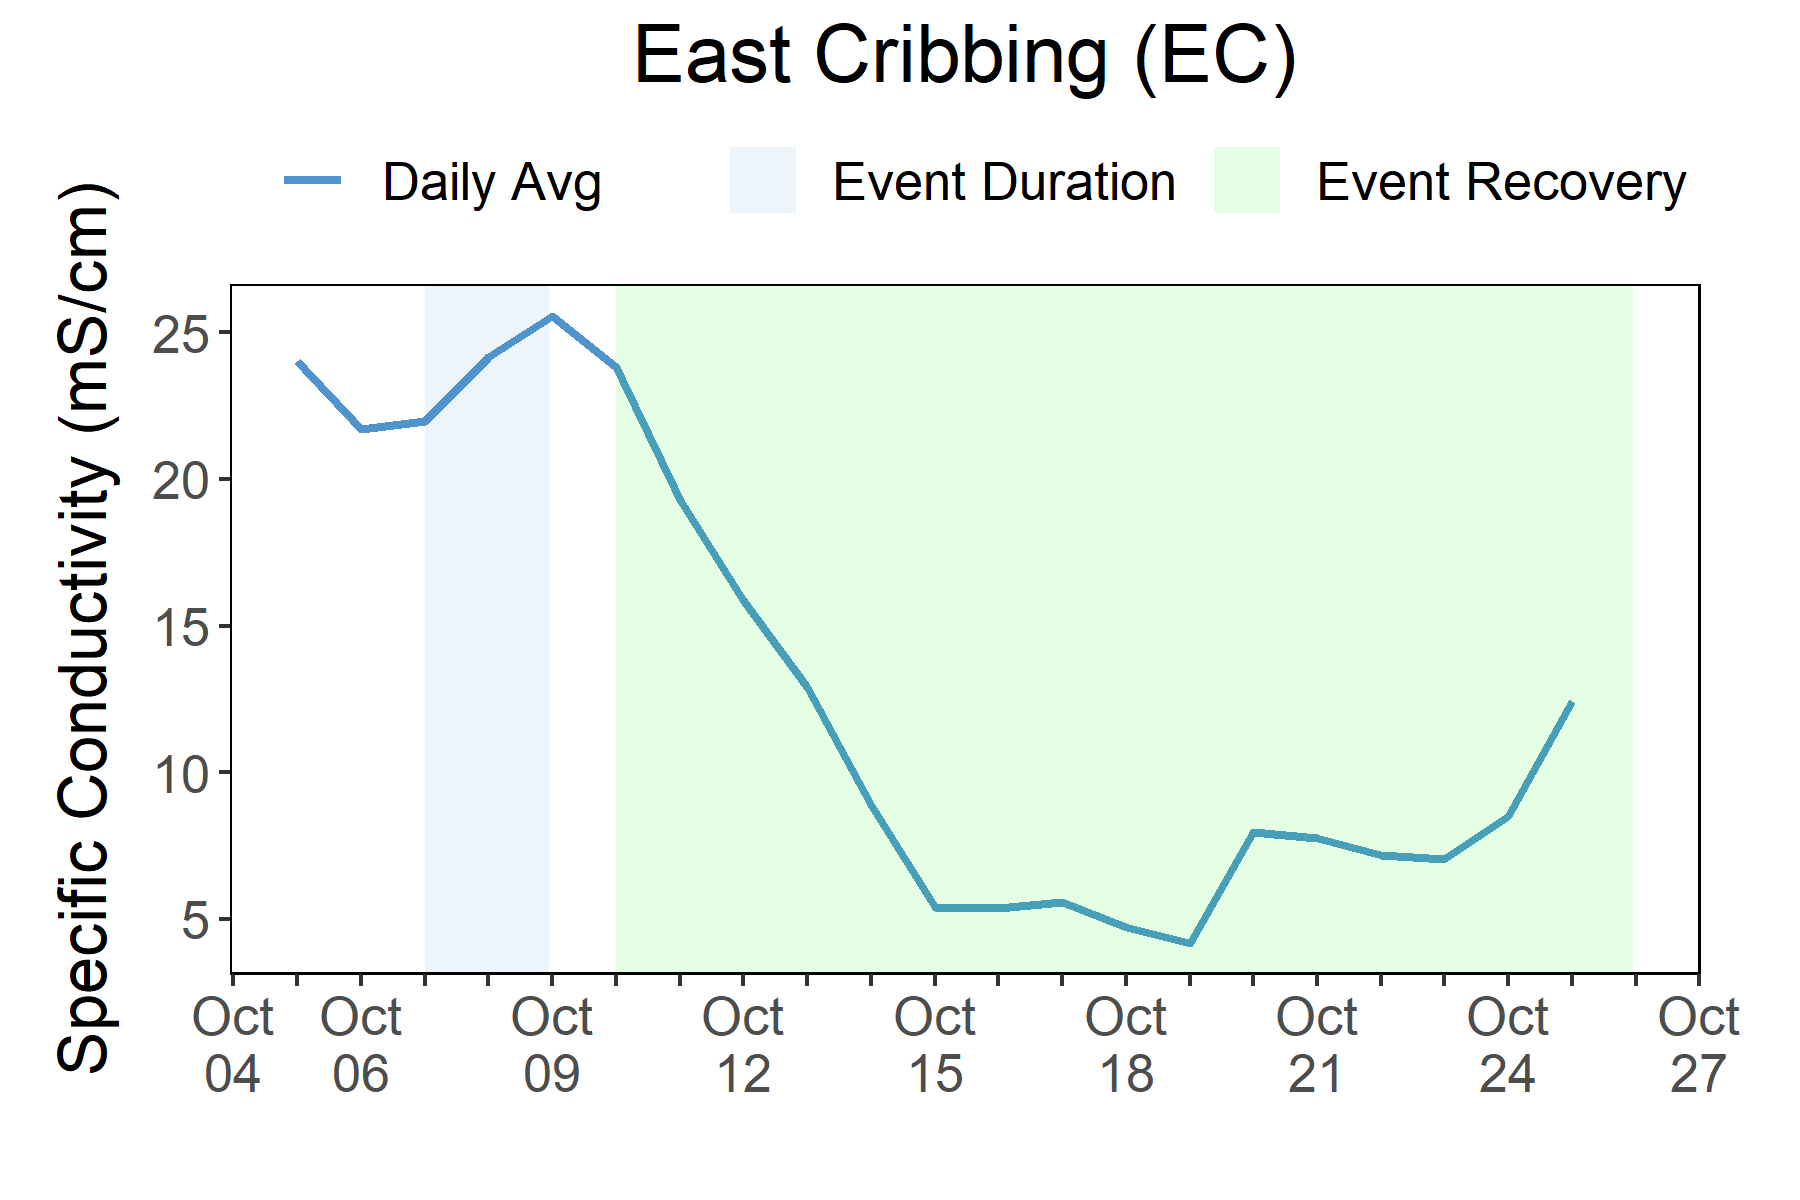 East Cribbing (EC)
Daily Avg
Event Duration
Event Recovery
Specific Conductivity (mS/cm)
25
20
15
10
5
Oct 04
Oct 06
Oct 09
Oct 12
Oct 15
Oct 18
Oct 21
Oct 24
Oct 27